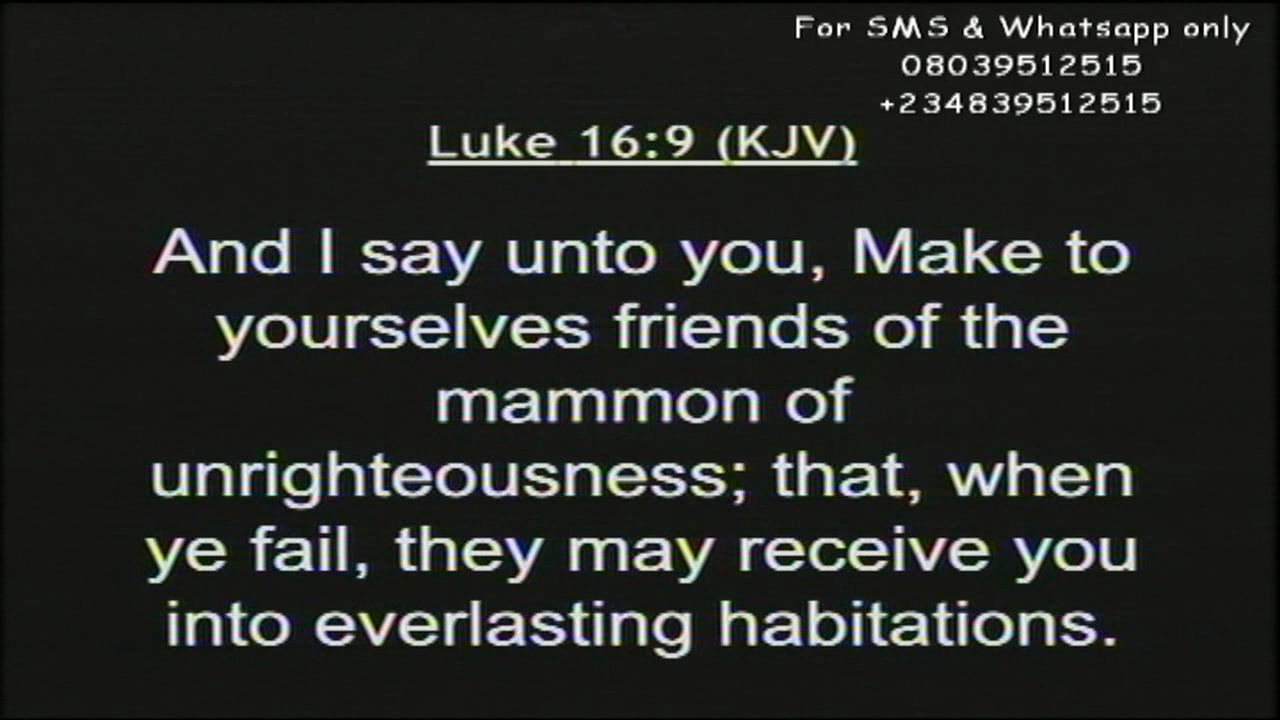 For SMS & Whatsapp only
08039512515
+234839512515
Luke 16:9 (KJV)
And I say unto you, Make to
yourselves friends of the
mammon of
unrighteousness; that, when
ye fail, they may receive you
into everlasting habitations.